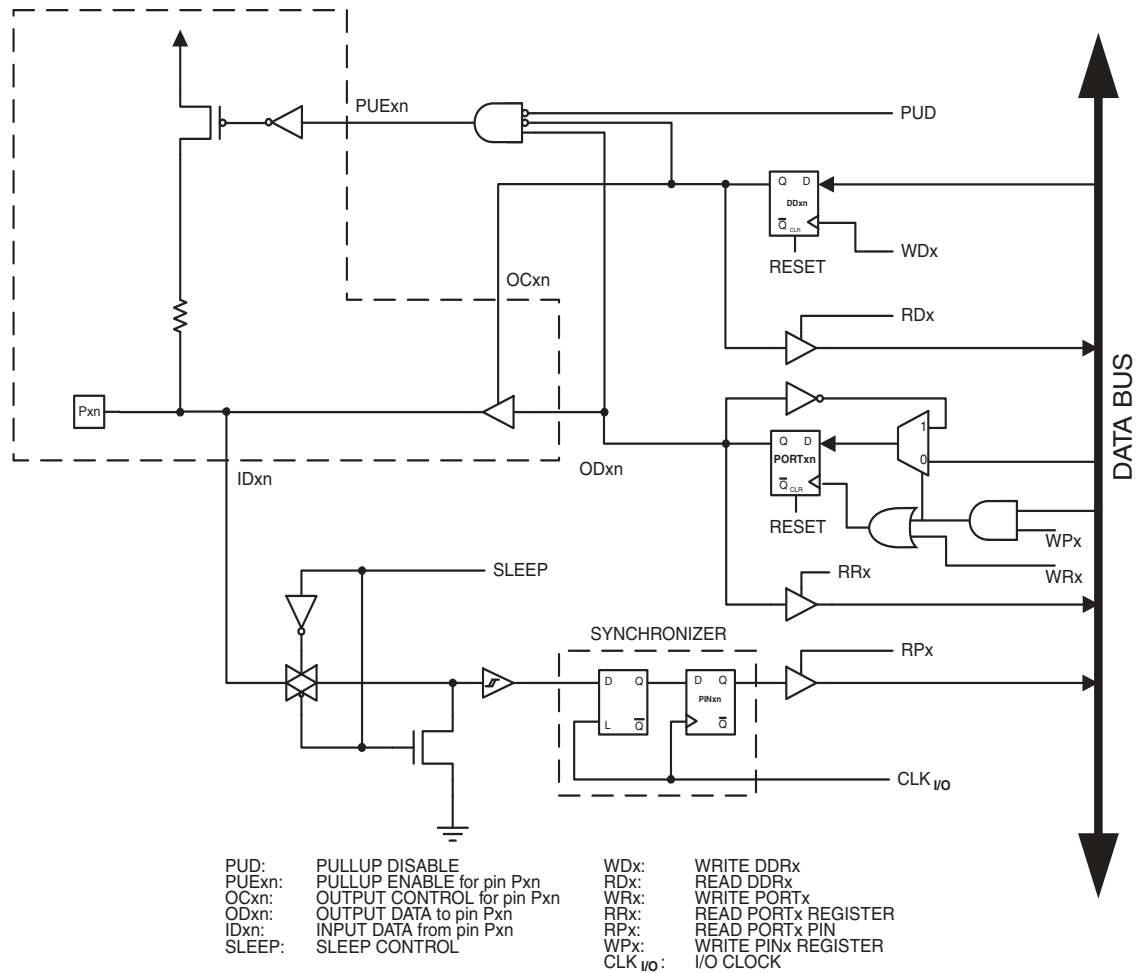 PUExn
PUD
Q D
DDxn
Q CLR
WDx
RESET
OCxn
RDx
Pxn
1
Q D
PORTxn
0
ODxn
IDxn
Q CLR
RESET
WPx
WRx
SLEEP
RRx
SYNCHRONIZER
RPx
D Q
D Q
PINxn
L Q
Q
CLK I/O
DATA BUS
PUD: PULLUP DISABLE
PUExn: PULLUP ENABLE for pin Pxn
OCxn: OUTPUT CONTROL for pin Pxn
ODxn: OUTPUT DATA to pin Pxn
IDxn: INPUT DATA from pin Pxn
SLEEP: SLEEP CONTROL
WDx: WRITE DDRx
RDx: READ DDRx
WRx: WRITE PORTx
RRx: READ PORTx REGISTER
RPx: READ PORTx PIN
WPx: WRITE PINx REGISTER
CLK I/O: I/O CLOCK